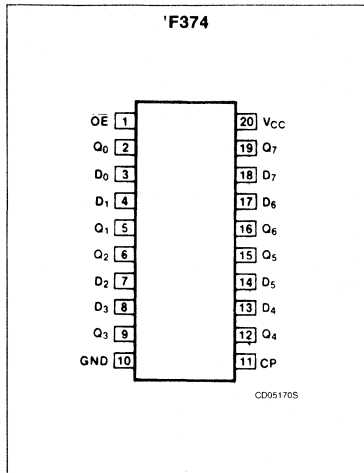 'F374
O̅E̅ 1
Q0 2
D0 3
D1 4
Q1 5
Q2 6
D2 7
D3 8
Q3 9
GND 10
20 VCC
19 Q7
18 D7
17 D6
16 Q6
15 Q5
14 D5
13 D4
12 Q4
11 CP
CD05170S